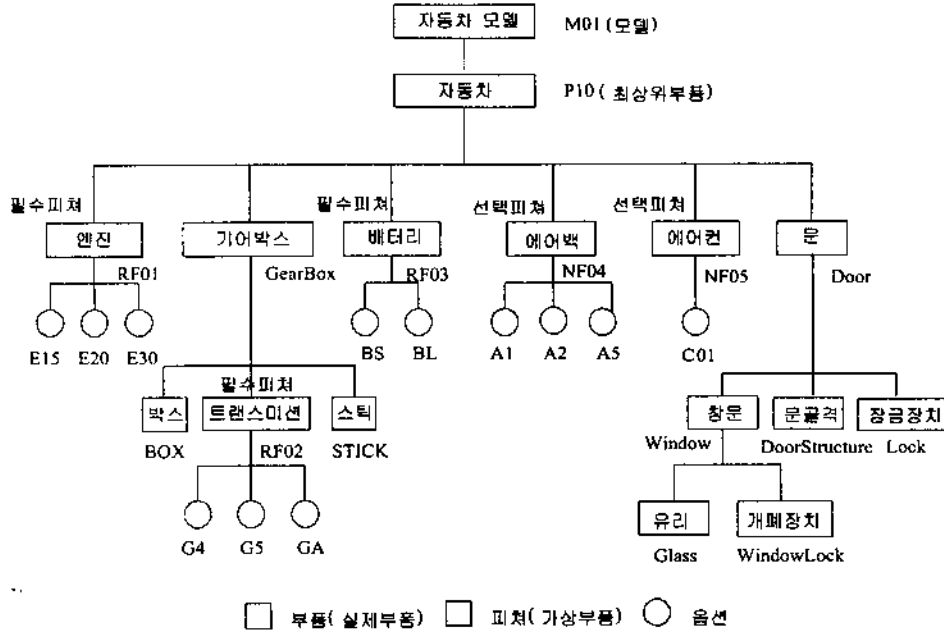 자동차 모델 M01 (모델)
자동차 P10 ( 최상위부품)
필수피쳐 필수피쳐 선택피쳐 선택피쳐
엔진 기어박스 배터리 에어백 에어컨 문
RF01 GearBox RF03 NF04 NF05 Door
E15 E20 E30 BS BL A1 A2 A5 C01
필수피쳐
박스 트랜스미션 스틱 창문 문골격 잠금장치
BOX RF02 STICK Window DoorStructure Lock
G4 G5 GA
유리 개폐장치
Glass WindowLock
부품( 실제부품) 피쳐( 가상부품) 옵션